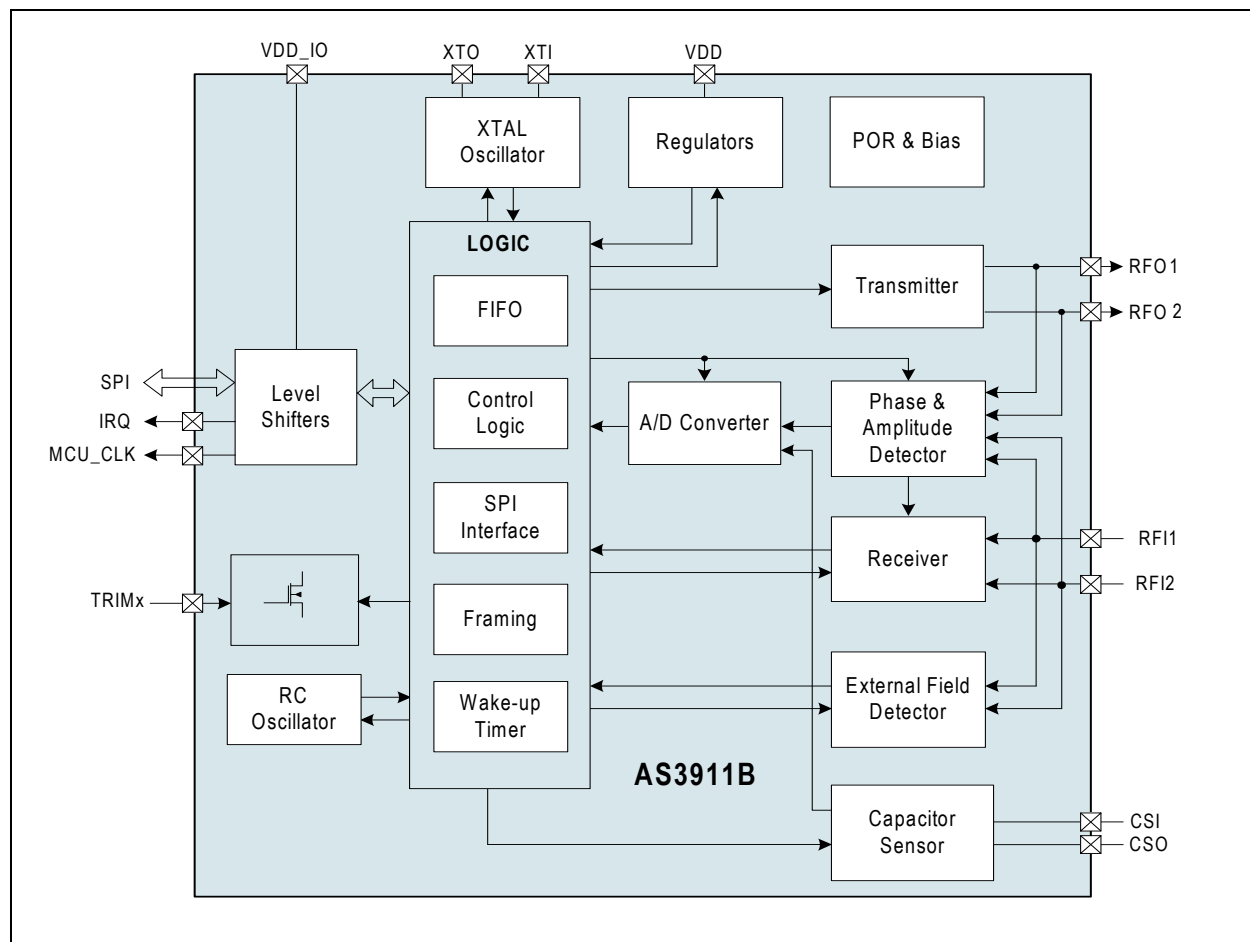 VDD_IO
XTO
XTI
VDD
XTAL
Oscillator
Regulators
POR & Bias
LOGIC
FIFO
Transmitter
RFO1
RFO 2
SPI
IRQ
MCU_CLK
Level
Shifters
Control
Logic
A/D Converter
Phase &
Amplitude
Detector
SPI
Interface
Receiver
RFI1
RFI2
TRIMx
Framing
RC
Oscillator
Wake-up
Timer
External Field
Detector
AS3911B
Capacitor
Sensor
CSI
CSO